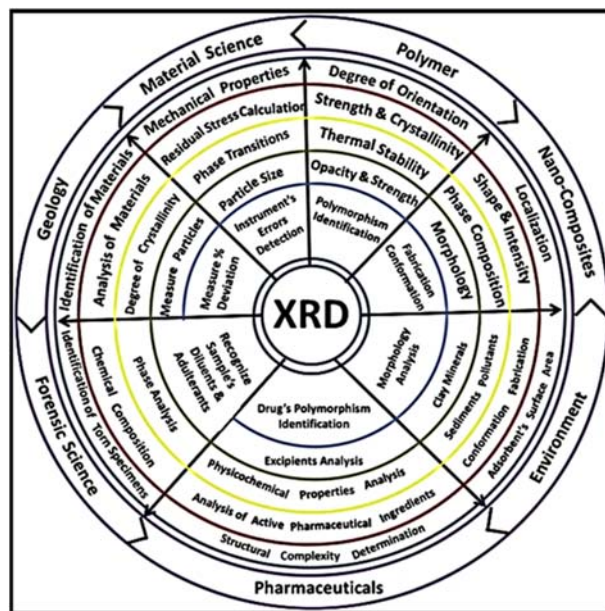 XRD
Material Science
Mechanical Properties
Residual Stress Calculation
Phase Transitions
Particle Size
Instrument's
Errors
Detection
Polymer
Degree of Orientation
Strength & Crystallinity
Thermal Stability
Opacity & Strength
Polymorphism
Identification
Nano-Composites
Localization
Shape & Intensity
Phase Composition
Morphology
Fabrication
Conformation
Environment
Adsorbent's Surface Area
Conformation Fabrication
Sediments Pollutants
Clay Minerals
Morphology
Analysis
Pharmaceuticals
Structural Complexity Determination
Analysis of Active Pharmaceutical Ingredients
Physicochemical Properties Analysis
Excipients Analysis
Drug's Polymorphism
Identification
Forensic Science
Identification of Torn Specimens
Chemical Composition
Phase Analysis
Recognize
Sample's
Diluents &
Adulterants
Geology
Identification of Materials
Analysis of Materials
Degree of Crystallinity
Measure Particles
Measure %
Deviation